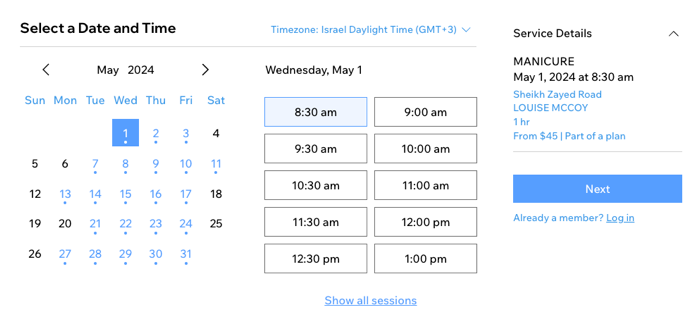 Select a Date and Time
Timezone: Israel Daylight Time (GMT+3)
May 2024
Sun Mon Tue Wed Thu Fri Sat
1 2 3 4
5 6 7 8 9 10 11
12 13 14 15 16 17 18
19 20 21 22 23 24 25
26 27 28 29 30 31
Wednesday, May 1
8:30 am 9:00 am
9:30 am 10:00 am
10:30 am 11:00 am
11:30 am 12:00 pm
12:30 pm 1:00 pm
Show all sessions
Service Details
MANICURE
May 1, 2024 at 8:30 am
Sheikh Zayed Road
LOUISE MCCOY
1 hr
From $45 | Part of a plan
Next
Already a member? Log in